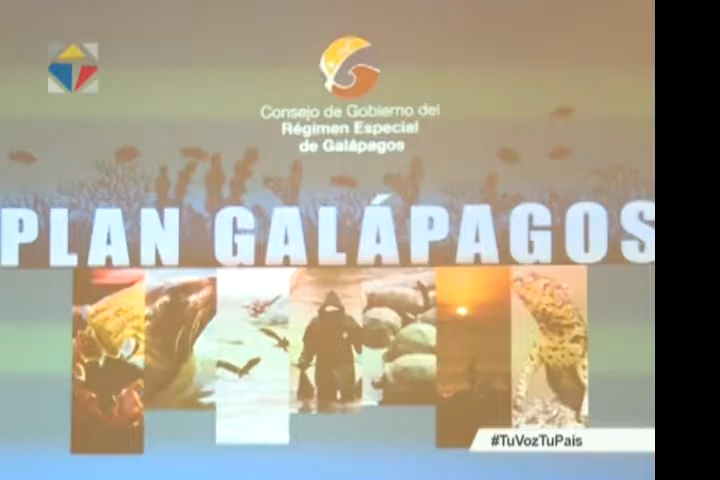 Consejo de Gobierno del
Régimen Especial
de Galápagos
PLAN GALÁPAGOS
#TuVozTuPaís